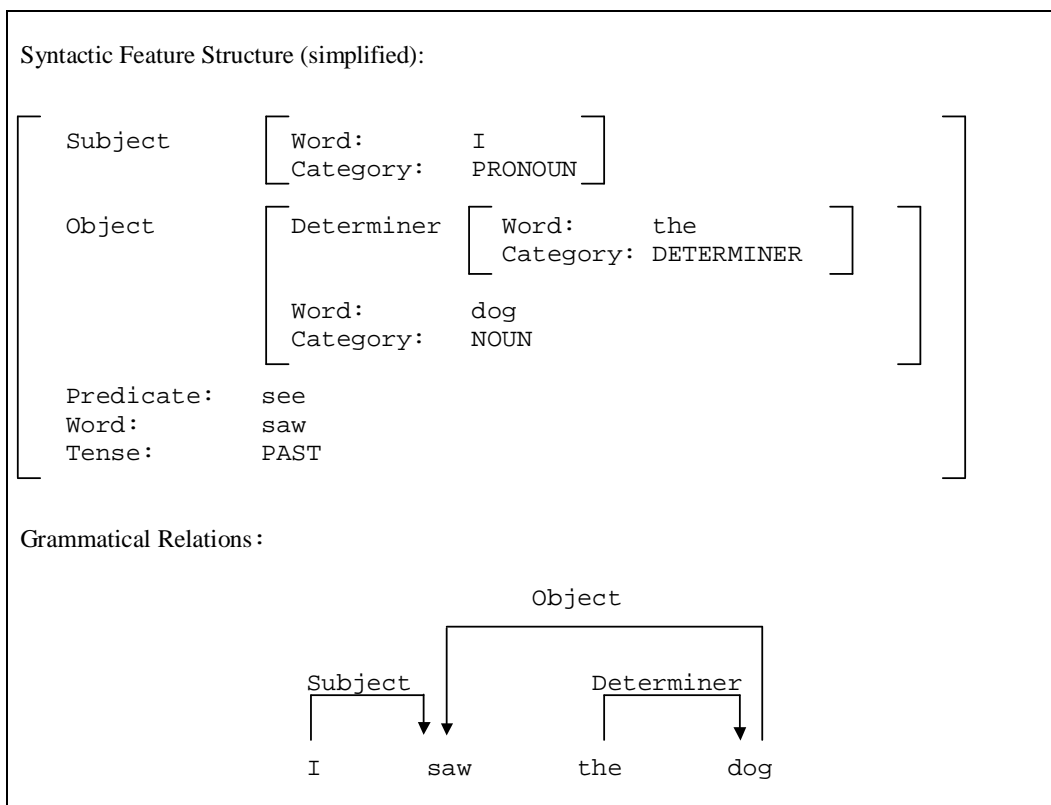 Syntactic Feature Structure (simplified):
Subject Word: I
Category: PRONOUN
Object Determiner Word: the
Category: DETERMINER
Word: dog
Category: NOUN
Predicate: see
Word: saw
Tense: PAST
Grammatical Relations:
Object
Subject Determiner
I saw the dog